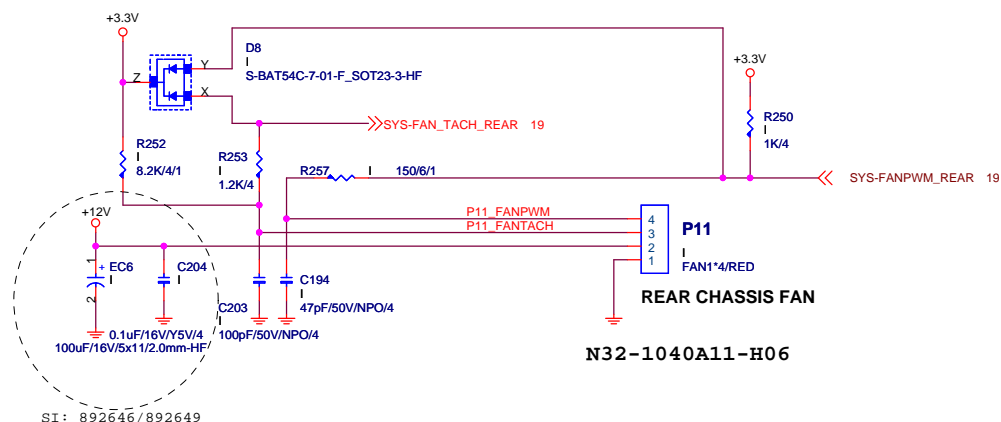 +3.3V
D8
S-BAT54C-7-01-F_SOT23-3-HF
Y
Z
X
+3.3V
R250
1K/4
SYS-FAN_TACH_REAR 19
R252
8.2K/4/1
R253
1.2K/4
R257
150/6/1
SYS-FANPWM_REAR 19
+12V
P11_FANPWM
P11_FANTACH
4
3
2
1
P11
FAN1*4/RED
REAR CHASSIS FAN
1
+
EC6
2
C204
C194
47pF/50V/NPO/4
C203
0.1uF/16V/Y5V/4
100pF/50V/NPO/4
100uF/16V/5x11/2.0mm-HF
N32-1040A11-H06
SI: 892646/892649